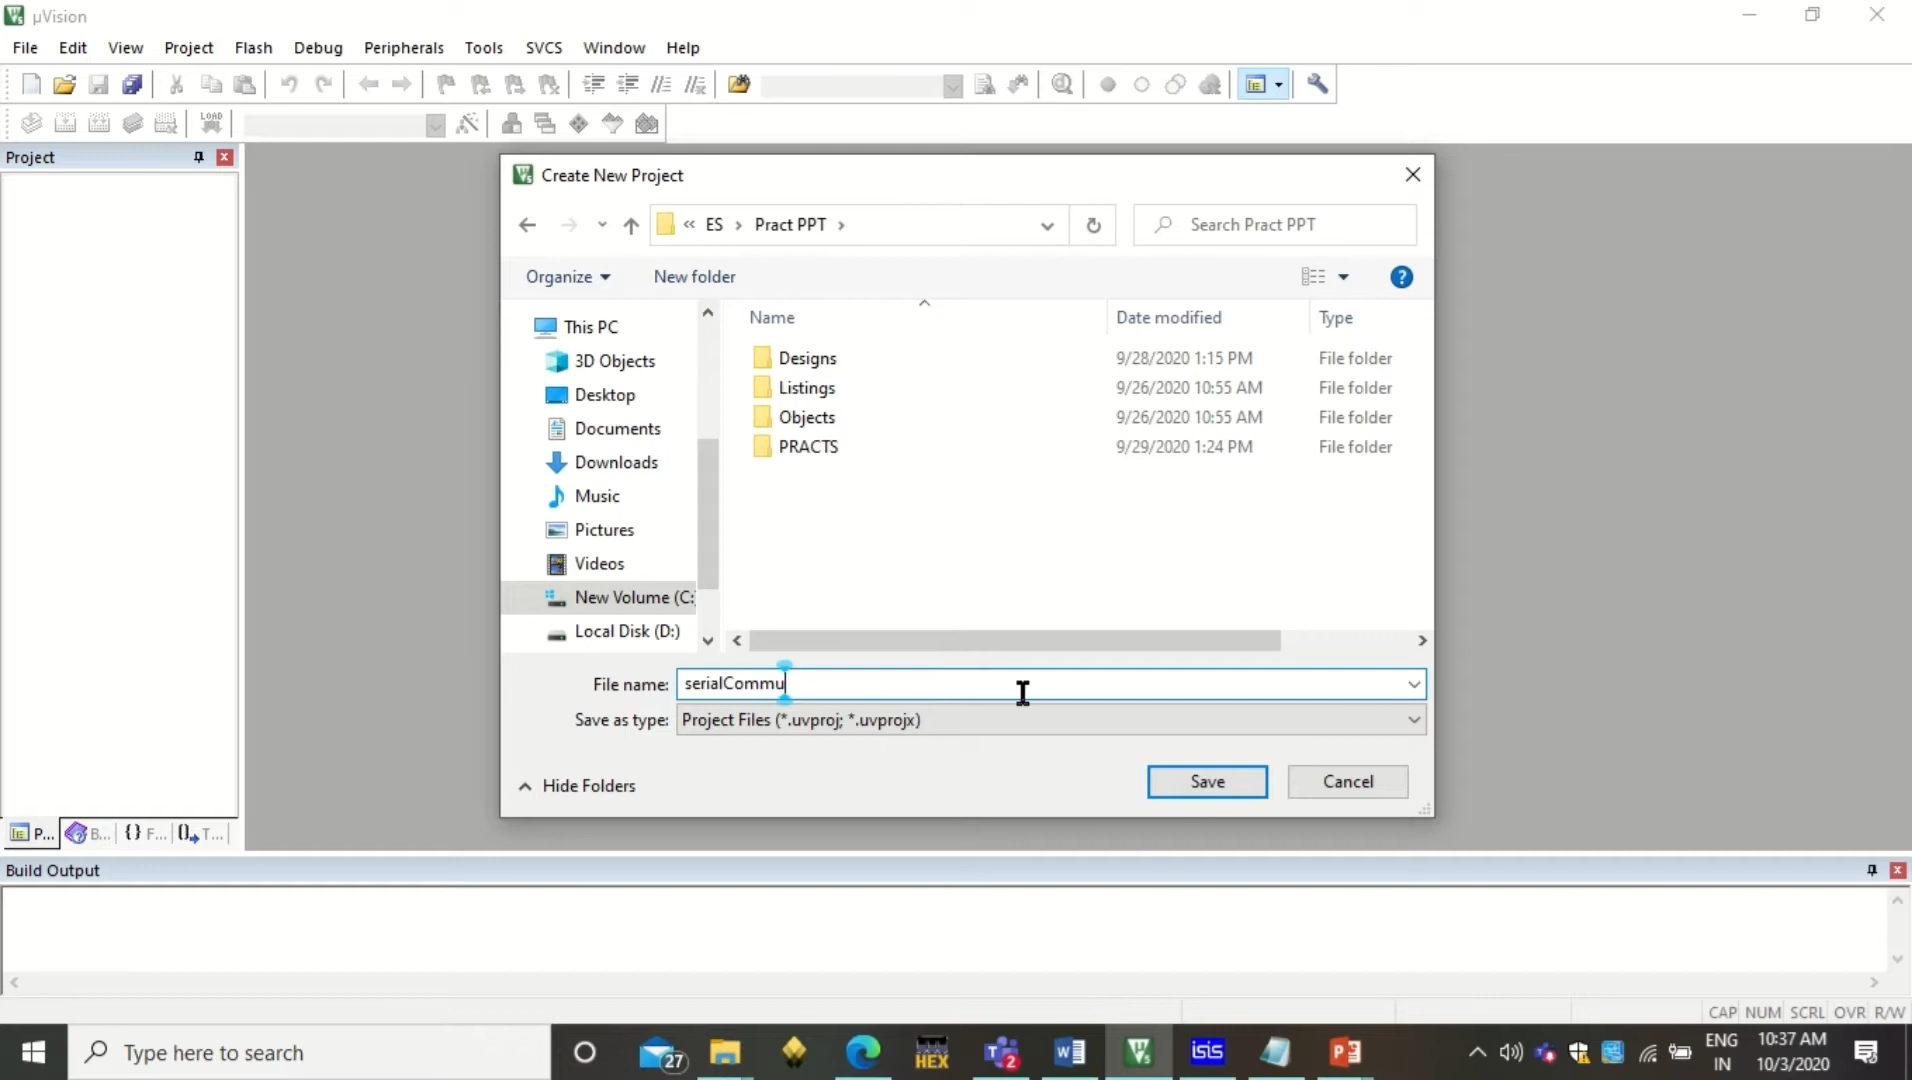 µVision
File Edit View Project Flash Debug Peripherals Tools SVCS Window Help
LOAD
Project
Create New Project
« ES › Pract PPT ›
Search Pract PPT
Organize New folder
This PC
3D Objects
Desktop
Documents
Downloads
Music
Pictures
Videos
New Volume (C:
Local Disk (D:)
Name Date modified Type
Designs 9/28/2020 1:15 PM File folder
Listings 9/26/2020 10:55 AM File folder
Objects 9/26/2020 10:55 AM File folder
PRACTS 9/29/2020 1:24 PM File folder
File name: serialCommu
Save as type: Project Files (*.uvproj; *.uvprojx)
Hide Folders Save Cancel
P... B... {} F... T...
Build Output
CAP NUM SCRL OVR R/W
Type here to search
27
HEX
2
isis
ENG
IN
10:37 AM
10/3/2020